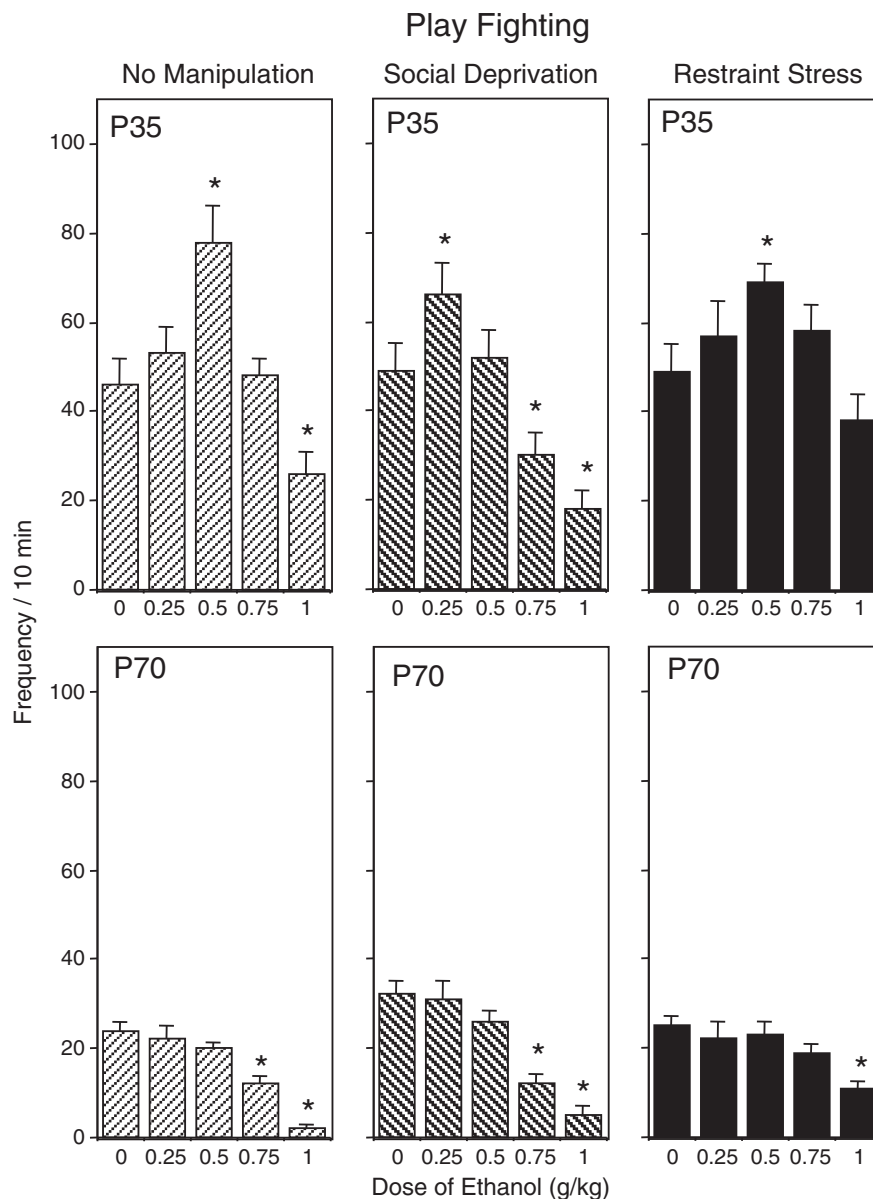 Play Fighting
No Manipulation Social Deprivation Restraint Stress
P35 P35 P35
100
80
60
40
20
0
* * * * * * *
0 0.25 0.5 0.75 1 0 0.25 0.5 0.75 1 0 0.25 0.5 0.75 1
Frequency / 10 min
P70 P70 P70
100
80
60
40
20
0
* * * * *
0 0.25 0.5 0.75 1 0 0.25 0.5 0.75 1 0 0.25 0.5 0.75 1
Dose of Ethanol (g/kg)